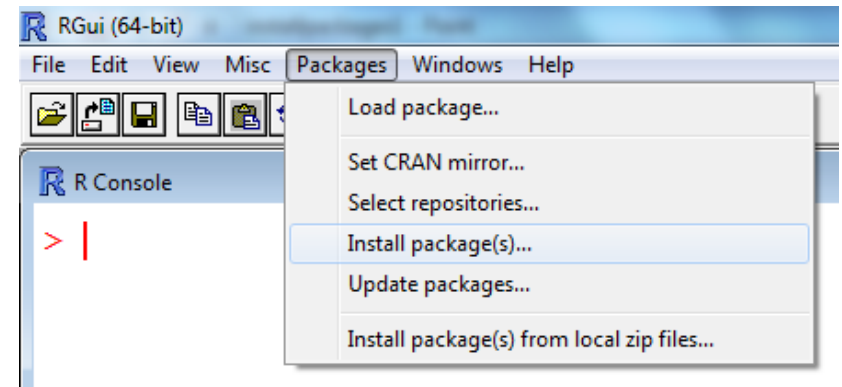 R RGui (64-bit)
File Edit View Misc Packages Windows Help
Load package...
Set CRAN mirror...
Select repositories...
Install package(s)...
Update packages...
Install package(s) from local zip files...
R R Console
>